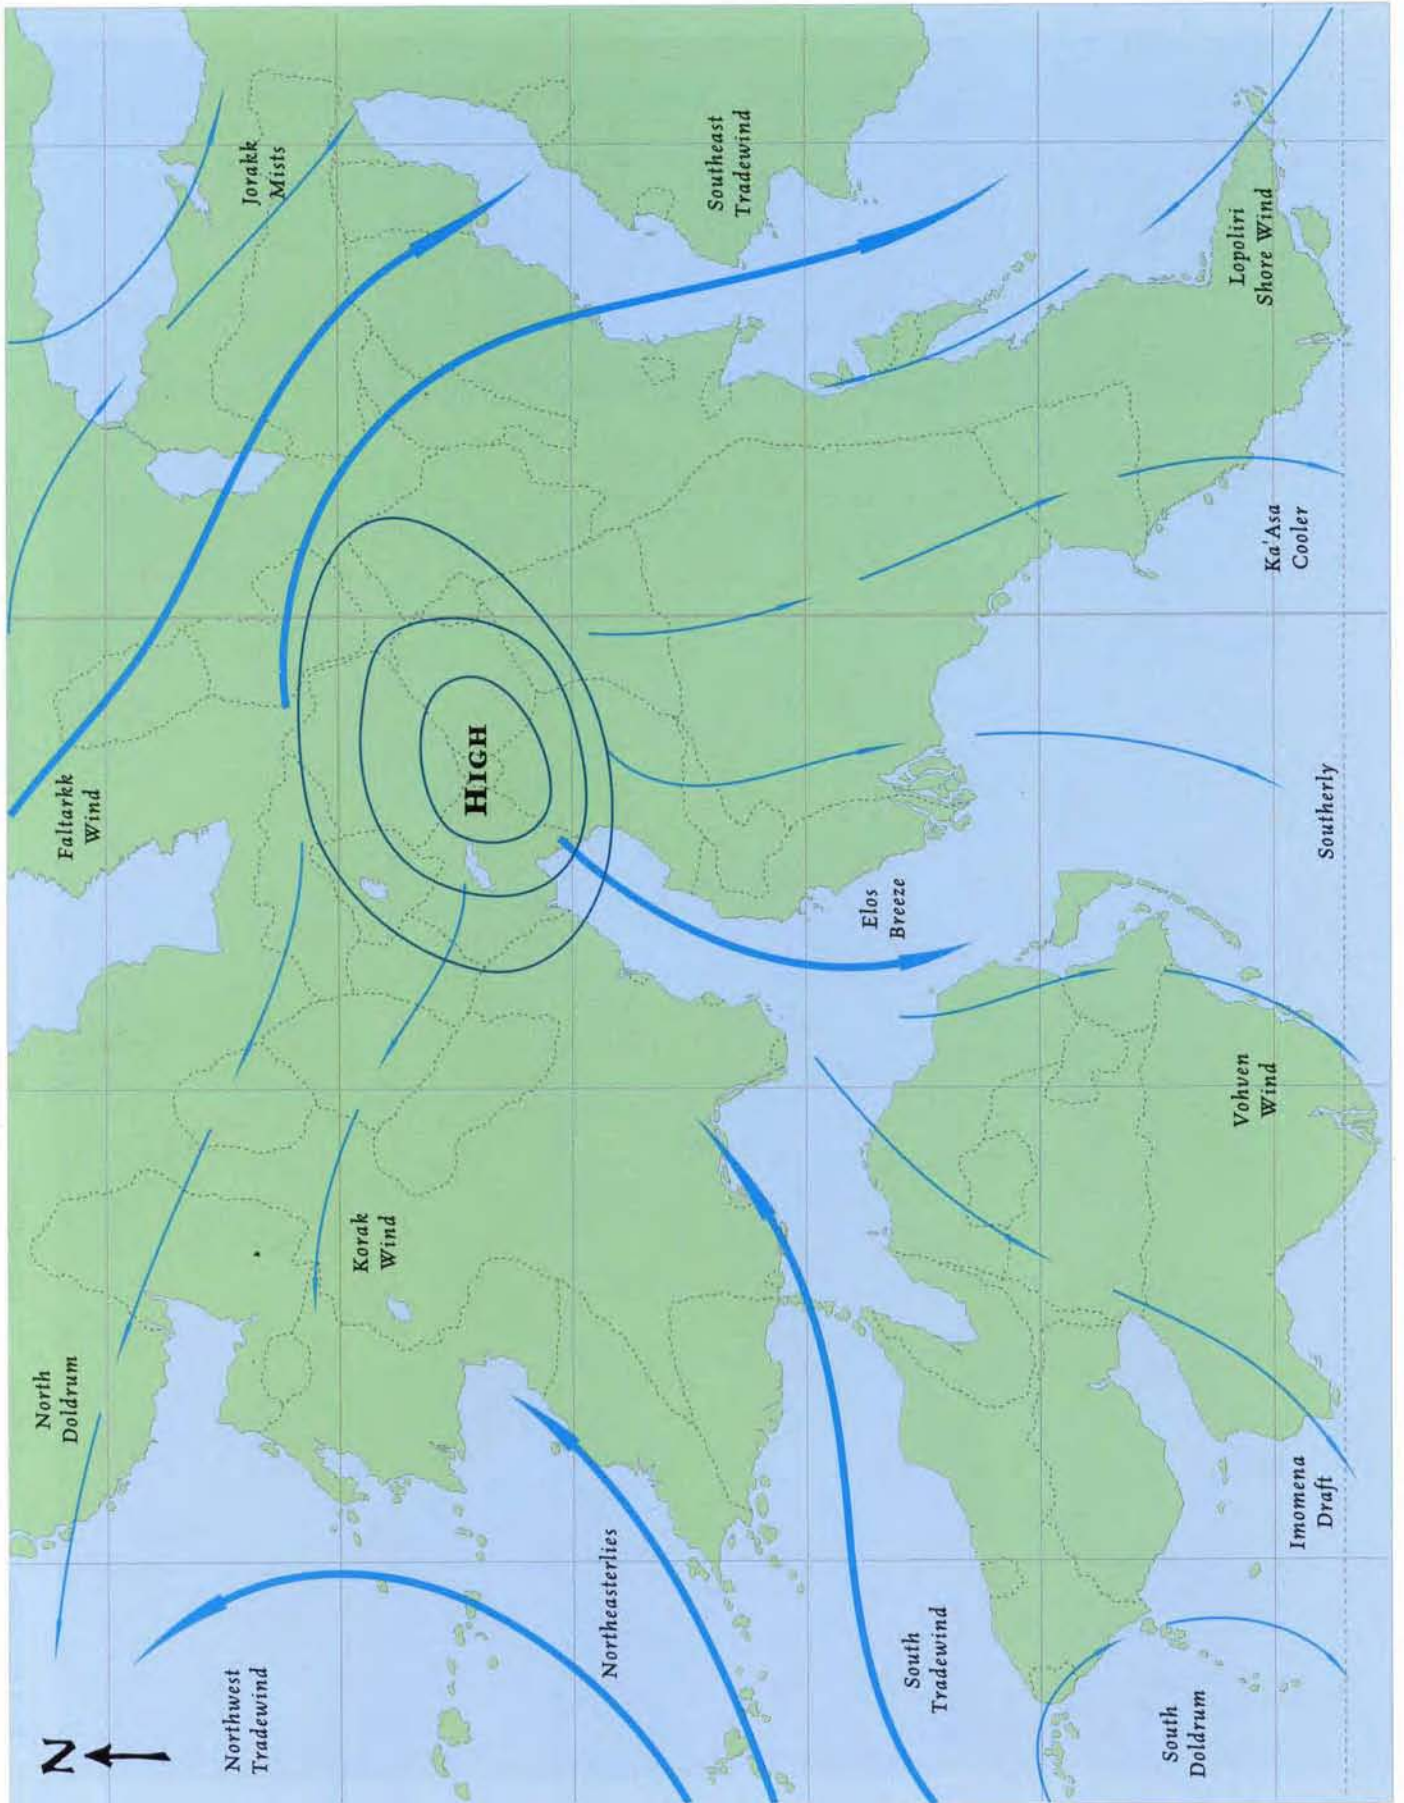 N
North
Doldrum
Faltarkk
Wind
Northwest
Tradewind
Jorakk
Mists
Korak
Wind
HIGH
Northeasterlies
Southeast
Tradewind
Elos
Breeze
South
Tradewind
South
Doldrum
Vohven
Wind
Lopoliri
Shore Wind
Imomena
Draft
Ka'Asa
Cooler
Southerly